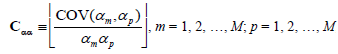 C_αα ≡ ⌊COV(α_m, α_p) / α_m α_p⌋, m = 1, 2, …, M; p = 1, 2, …, P